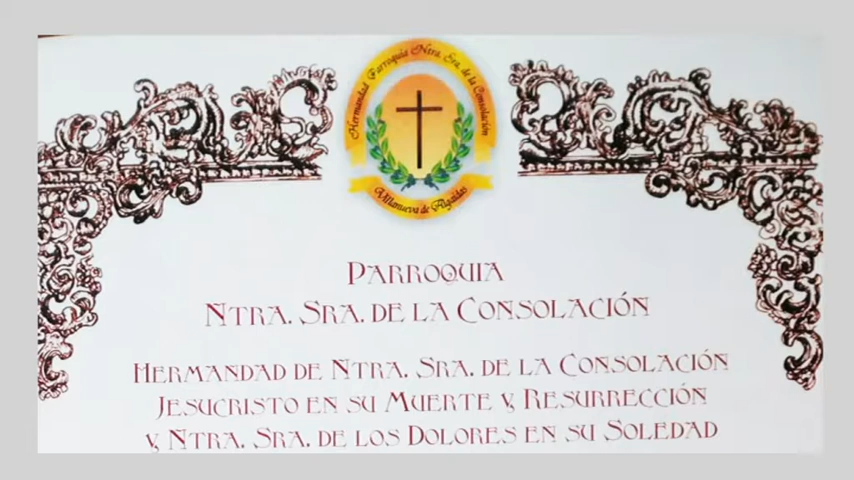 Hermandad Parroquia Ntra. Sra. de la Consolación
Villanueva de Algaidas
PARROQUIA
NTRA. SRA. DE LA CONSOLACIÓN
HERMANDAD DE NTRA. SRA. DE LA CONSOLACIÓN
JESUCRISTO EN SU MUERTE Y RESURRECCIÓN
Y NTRA. SRA. DE LOS DOLORES EN SU SOLEDAD